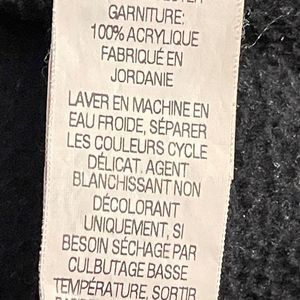 GARNITURE:
100% ACRYLIQUE
FABRIQUÉ EN
JORDANIE
LAVER EN MACHINE EN
EAU FROIDE, SÉPARER
LES COULEURS CYCLE
DÉLICAT. AGENT
BLANCHISSANT NON
DÉCOLORANT
UNIQUEMENT, SI
BESOIN SÉCHAGE PAR
CULBUTAGE BASSE
TEMPÉRATURE, SORTIR